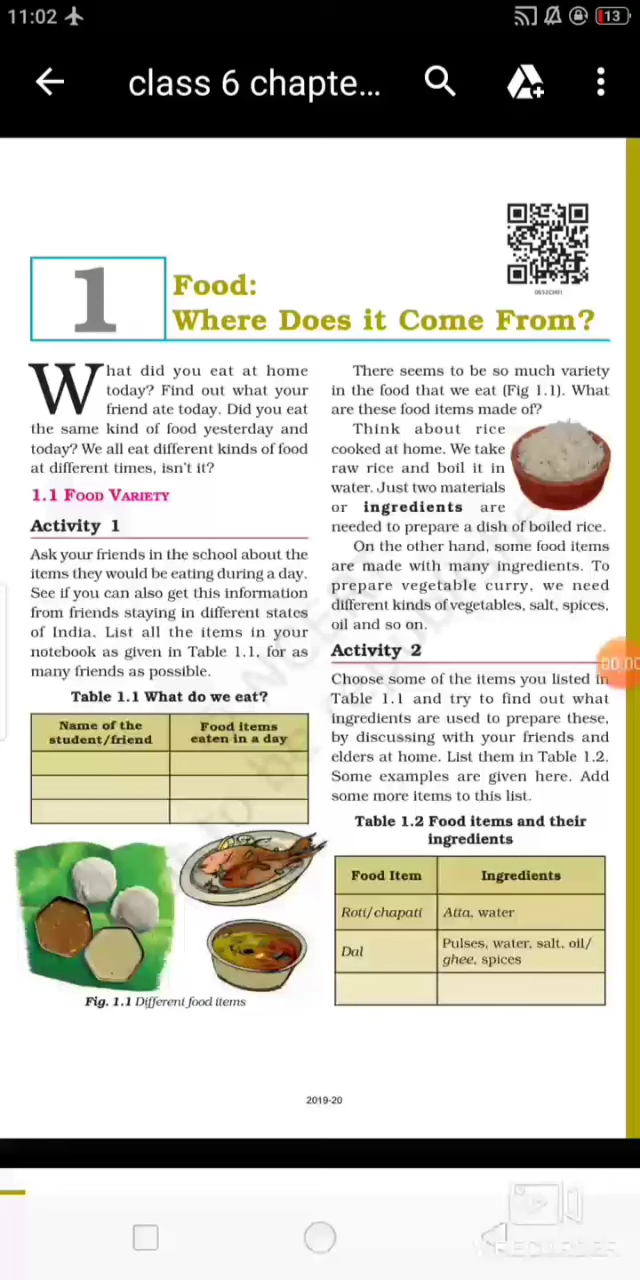 11:02
13
class 6 chapte...
0653CH01
1
Food:
Where Does it Come From?
What did you eat at home
today? Find out what your
friend ate today. Did you eat
the same kind of food yesterday and
today? We all eat different kinds of food
at different times, isn't it?
1.1 FOOD VARIETY
Activity 1
Ask your friends in the school about the
items they would be eating during a day.
See if you can also get this information
from friends staying in different states
of India. List all the items in your
notebook as given in Table 1.1, for as
many friends as possible.
Table 1.1 What do we eat?
Name of the
student/friend
Food items
eaten in a day
Fig. 1.1 Different food items
There seems to be so much variety
in the food that we eat (Fig 1.1). What
are these food items made of?
Think about rice
cooked at home. We take
raw rice and boil it in
water. Just two materials
or ingredients are
needed to prepare a dish of boiled rice.
On the other hand, some food items
are made with many ingredients. To
prepare vegetable curry, we need
different kinds of vegetables, salt, spices,
oil and so on.
Activity 2
Choose some of the items you listed in
Table 1.1 and try to find out what
ingredients are used to prepare these,
by discussing with your friends and
elders at home. List them in Table 1.2.
Some examples are given here. Add
some more items to this list.
Table 1.2 Food items and their
ingredients
Food Item
Ingredients
Roti/chapati
Atta, water
Dal
Pulses, water, salt, oil/
ghee, spices
2019-20